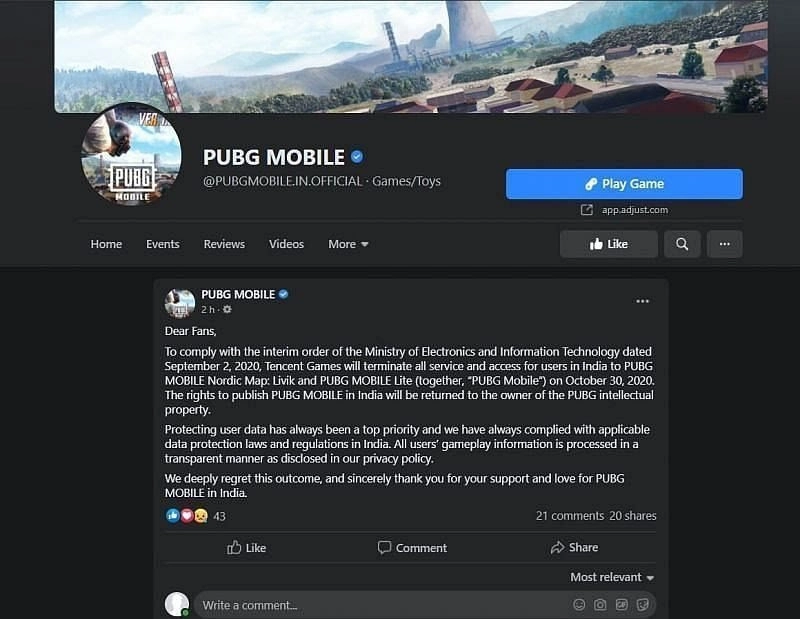 VER
PUBG
MOBILE
PUBG MOBILE
@PUBGMOBILE.IN.OFFICIAL · Games/Toys
Play Game
app.adjust.com
Home Events Reviews Videos More
Like
PUBG MOBILE
2 h ·
Dear Fans,
To comply with the interim order of the Ministry of Electronics and Information Technology dated
September 2, 2020, Tencent Games will terminate all service and access for users in India to PUBG
MOBILE Nordic Map: Livik and PUBG MOBILE Lite (together, "PUBG Mobile") on October 30, 2020.
The rights to publish PUBG MOBILE in India will be returned to the owner of the PUBG intellectual
property.
Protecting user data has always been a top priority and we have always complied with applicable
data protection laws and regulations in India. All users' gameplay information is processed in a
transparent manner as disclosed in our privacy policy.
We deeply regret this outcome, and sincerely thank you for your support and love for PUBG
MOBILE in India.
43 21 comments 20 shares
Like Comment Share
Most relevant
Write a comment...
GIF